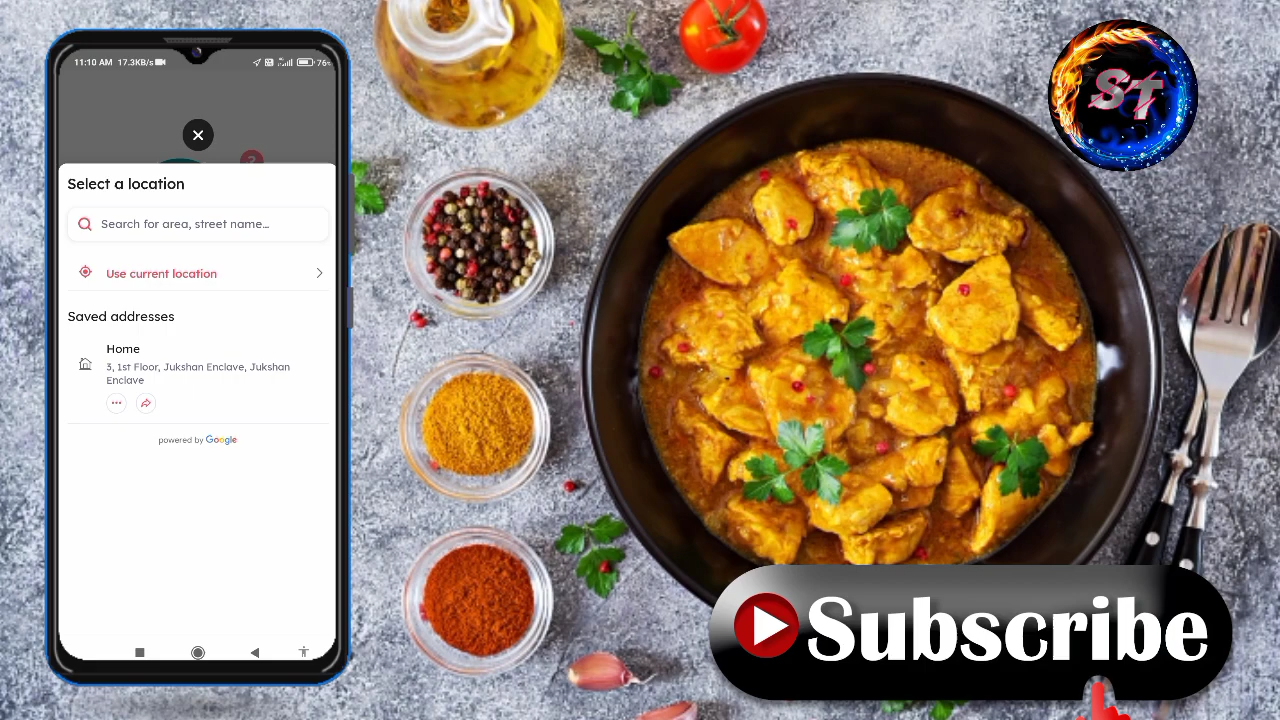 11:10 AM 17.3KB/s 76
Select a location
Search for area, street name...
Use current location
Saved addresses
Home
3, 1st Floor, Jukshan Enclave, Jukshan
Enclave
powered by Google
ST
Subscribe